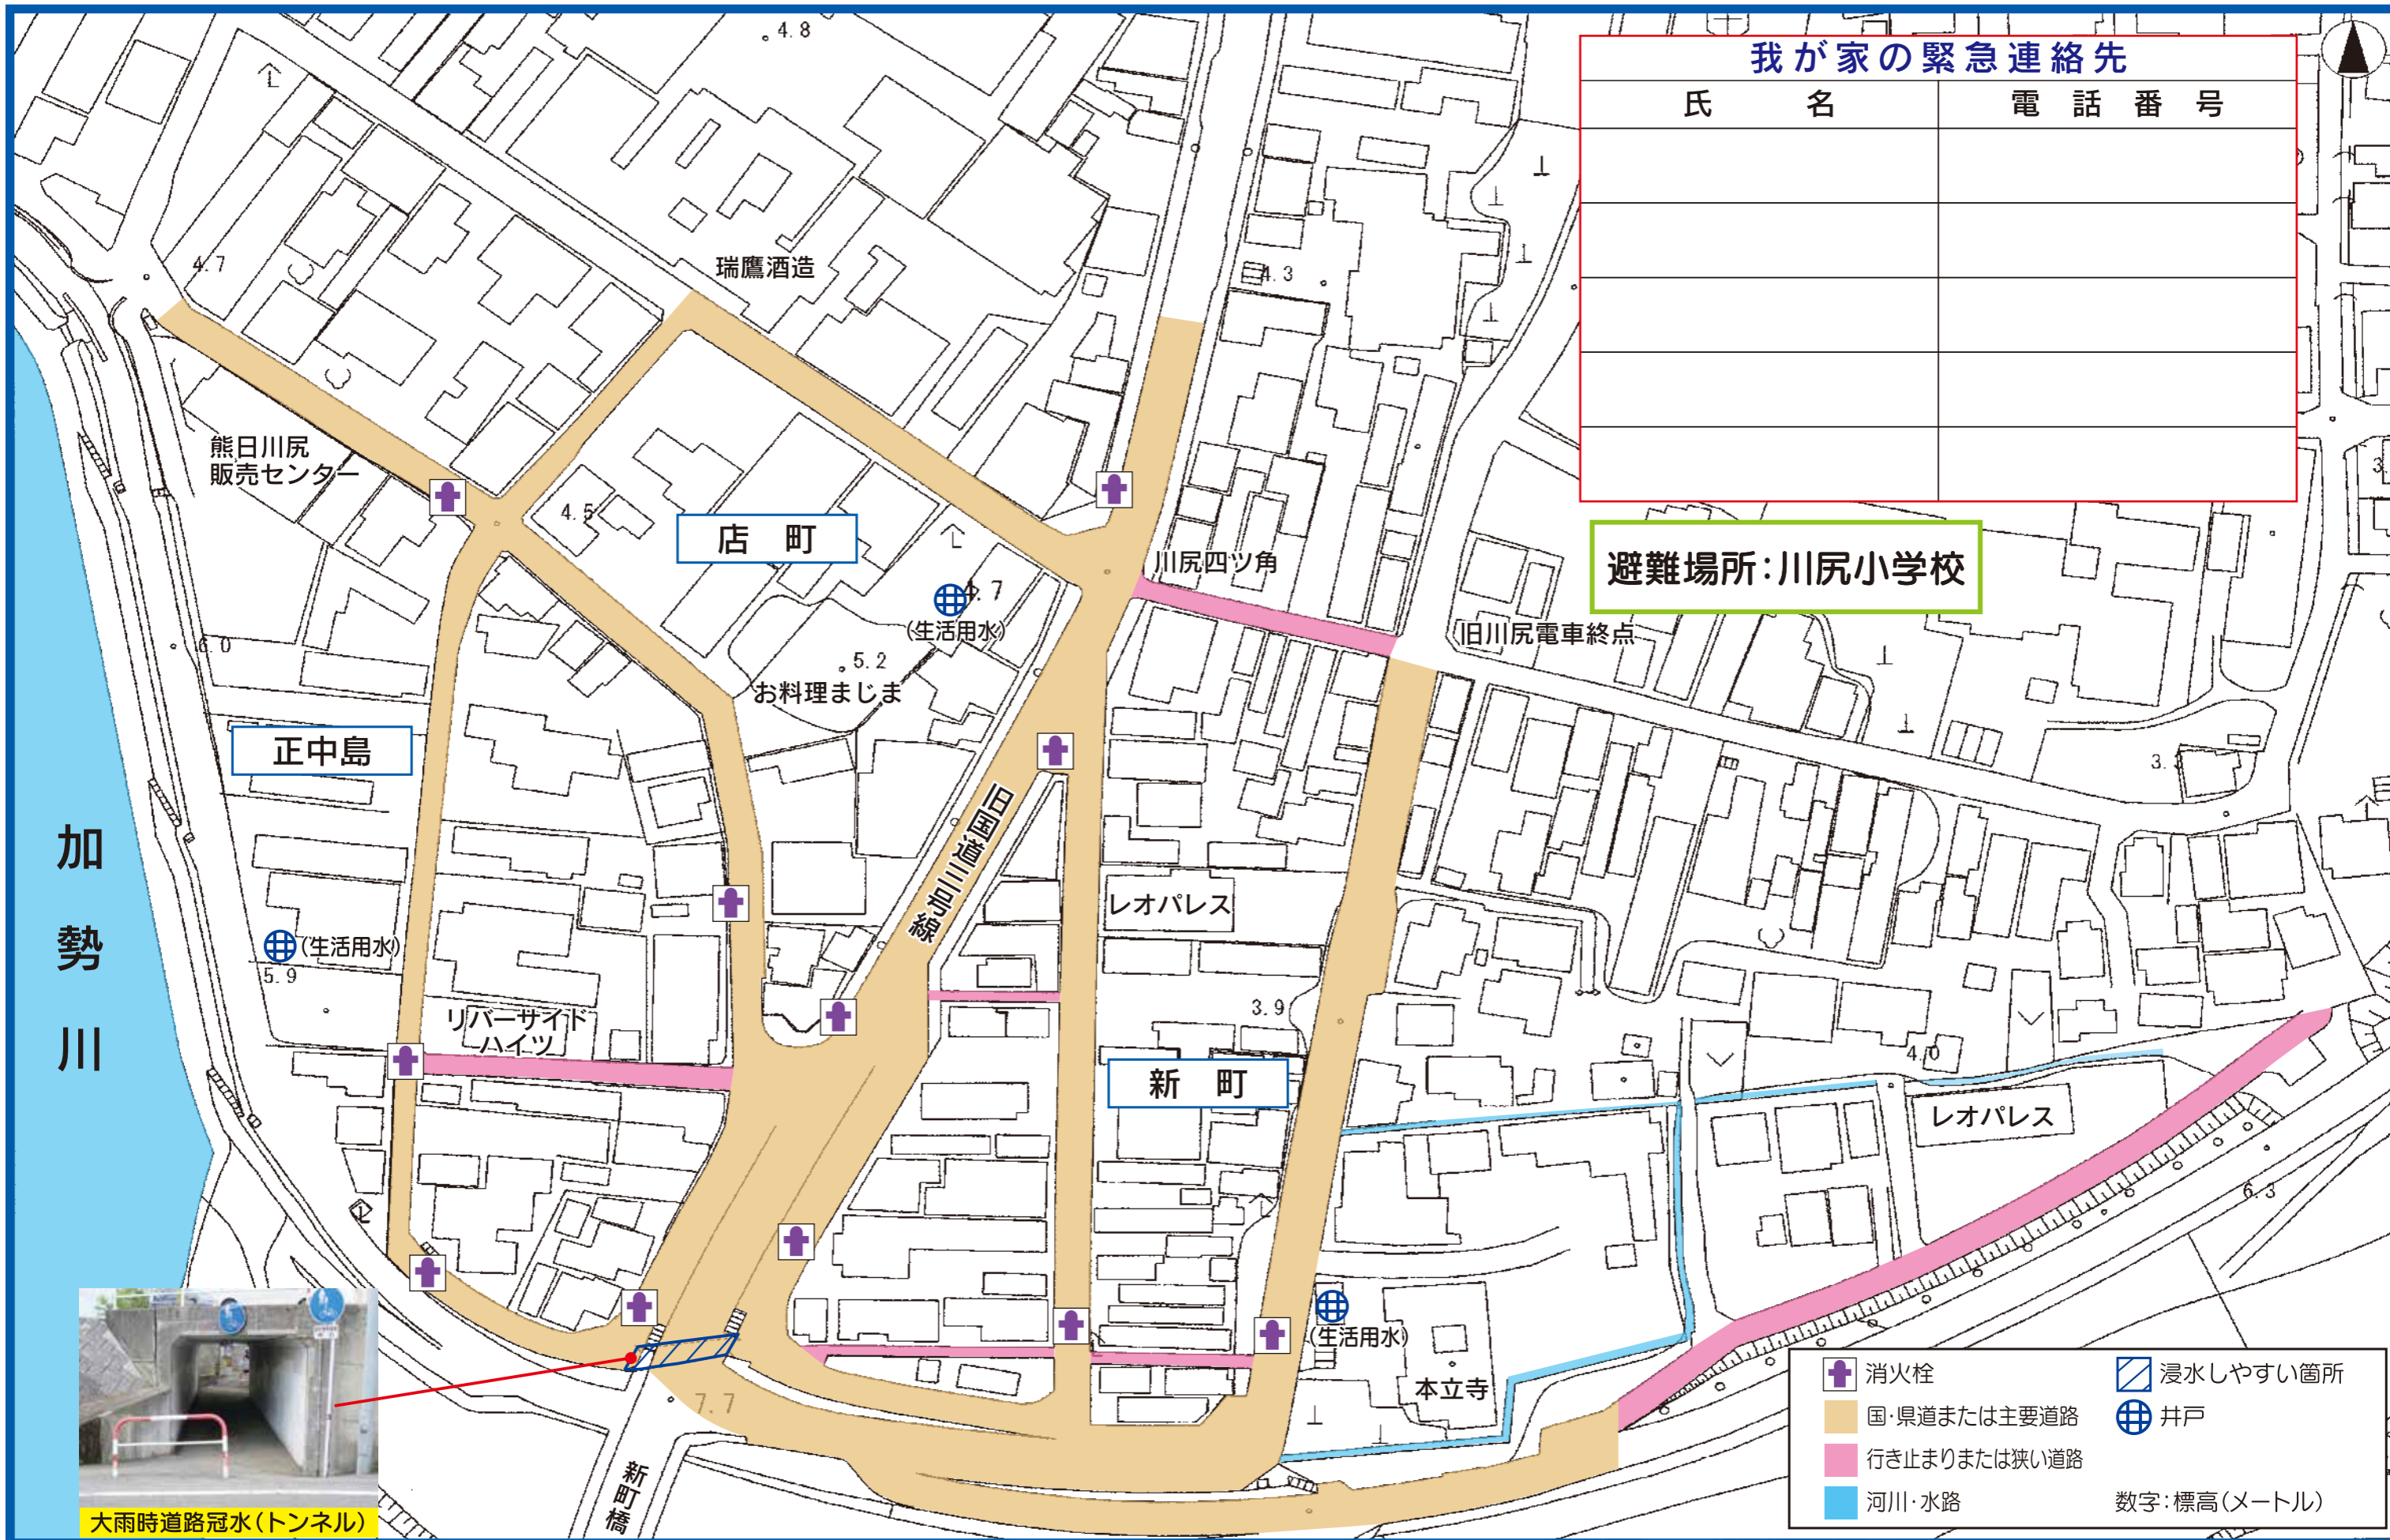 我が家の緊急連絡先
氏　名
電話番号
避難場所：川尻小学校
4.8
4.7
瑞鷹酒造
4.3
熊日川尻
販売センター
4.5
店　町
川尻四ツ角
4.7
(生活用水)
旧川尻電車終点
6.0
5.2
お料理まじま
正中島
3.3
旧国道三号線
加勢川
レオパレス
(生活用水)
5.9
3.9
リバーサイド
ハイツ
新　町
4.0
レオパレス
6.3
(生活用水)
本立寺
7.7
新町橋
大雨時道路冠水(トンネル)
消火栓
浸水しやすい箇所
国・県道または主要道路
井戸
行き止まりまたは狭い道路
河川・水路
数字：標高(メートル)